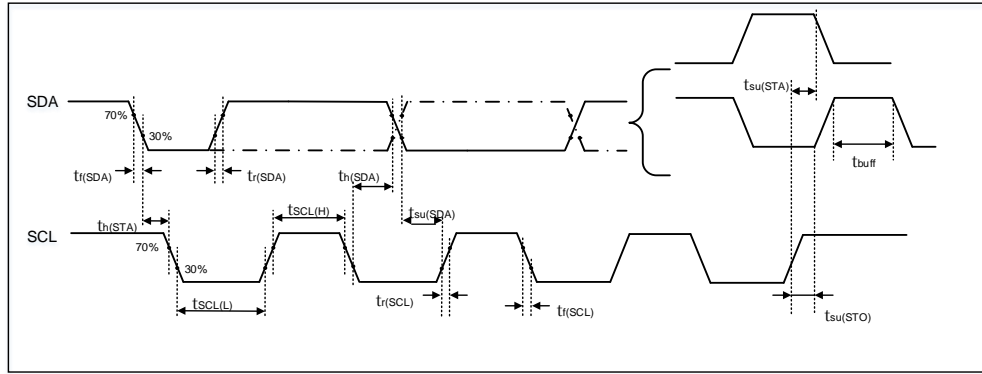 tsu(STA)
SDA
70%
30%
tbuff
tf(SDA)
tr(SDA)
th(SDA)
tSCL(H)
tsu(SDA)
th(STA)
SCL
70%
30%
tSCL(L)
tr(SCL)
tf(SCL)
tsu(STO)